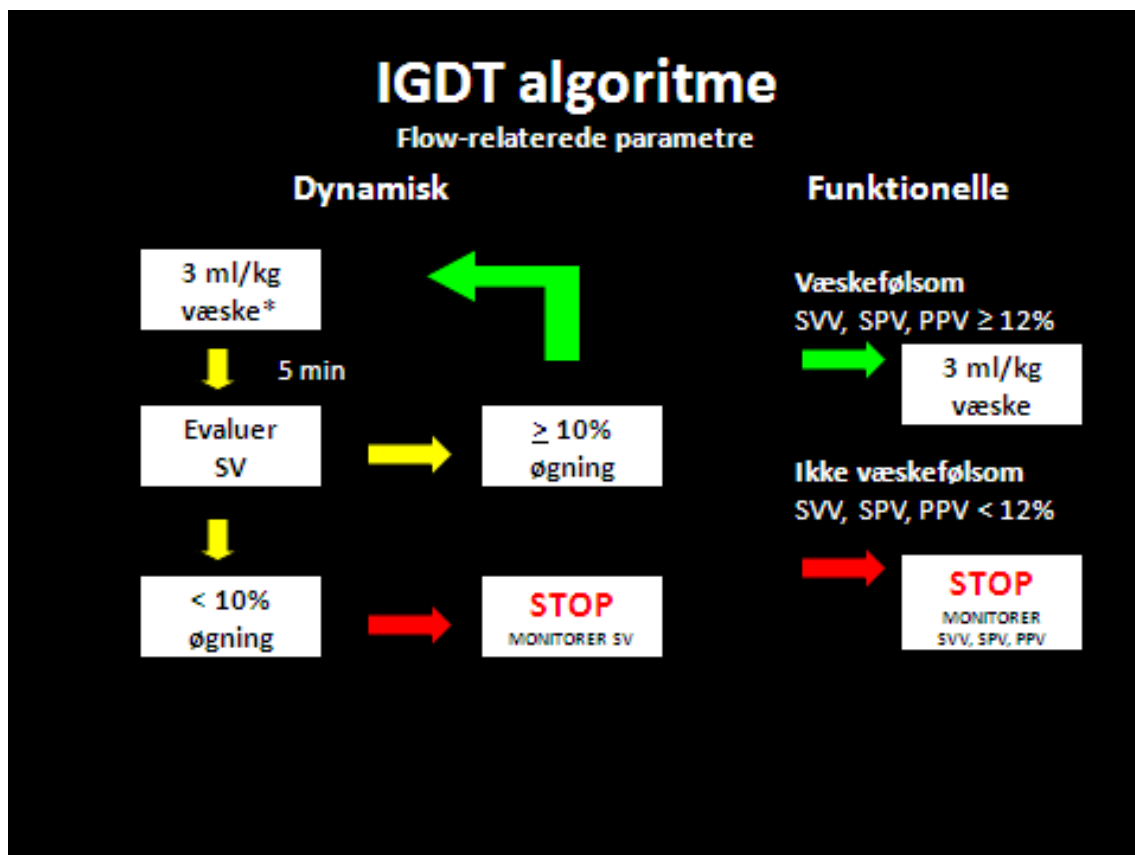 IGDT algoritme
Flow-relaterede parametre
Dynamisk
3 ml/kg
væske*
5 min
Evaluer
SV
≥ 10%
øgning
< 10%
øgning
STOP
MONITORER SV
Funktionelle
Væskefølsom
SVV, SPV, PPV ≥ 12%
3 ml/kg
væske
Ikke væskefølsom
SVV, SPV, PPV < 12%
STOP
MONITORER
SVV, SPV, PPV